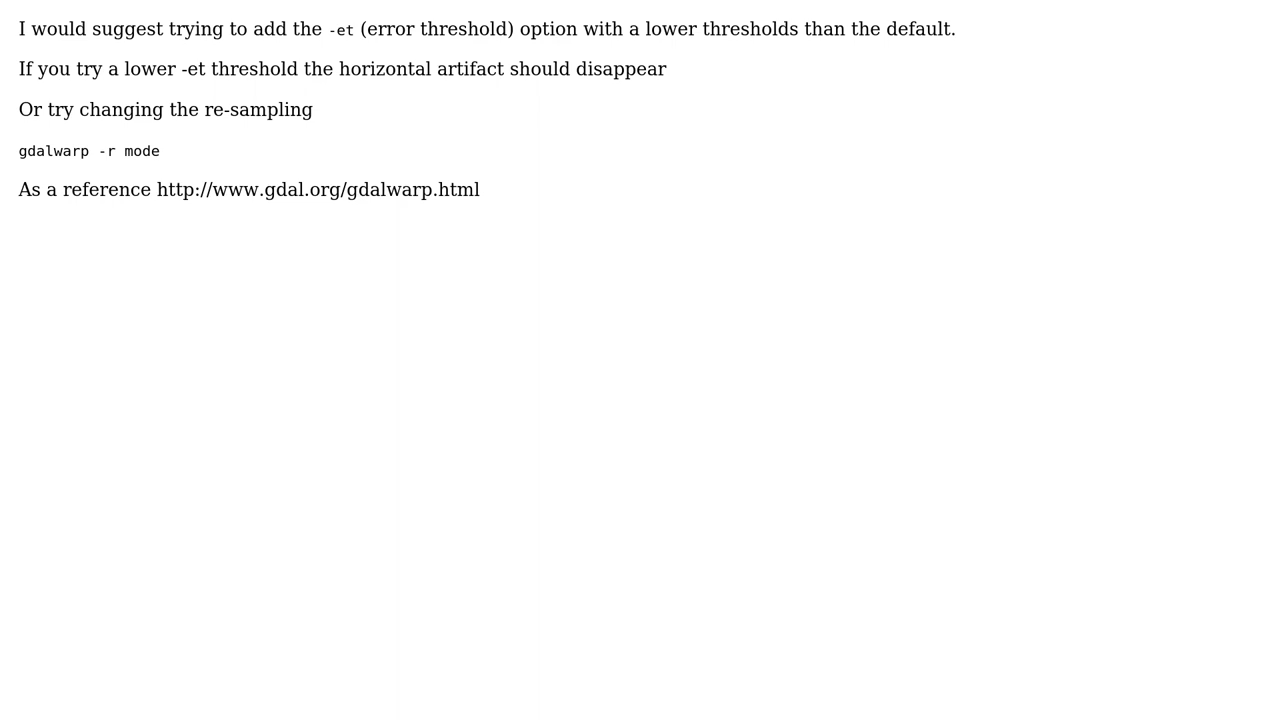 I would suggest trying to add the -et (error threshold) option with a lower thresholds than the default.
If you try a lower -et threshold the horizontal artifact should disappear
Or try changing the re-sampling
gdalwarp -r mode
As a reference http://www.gdal.org/gdalwarp.html